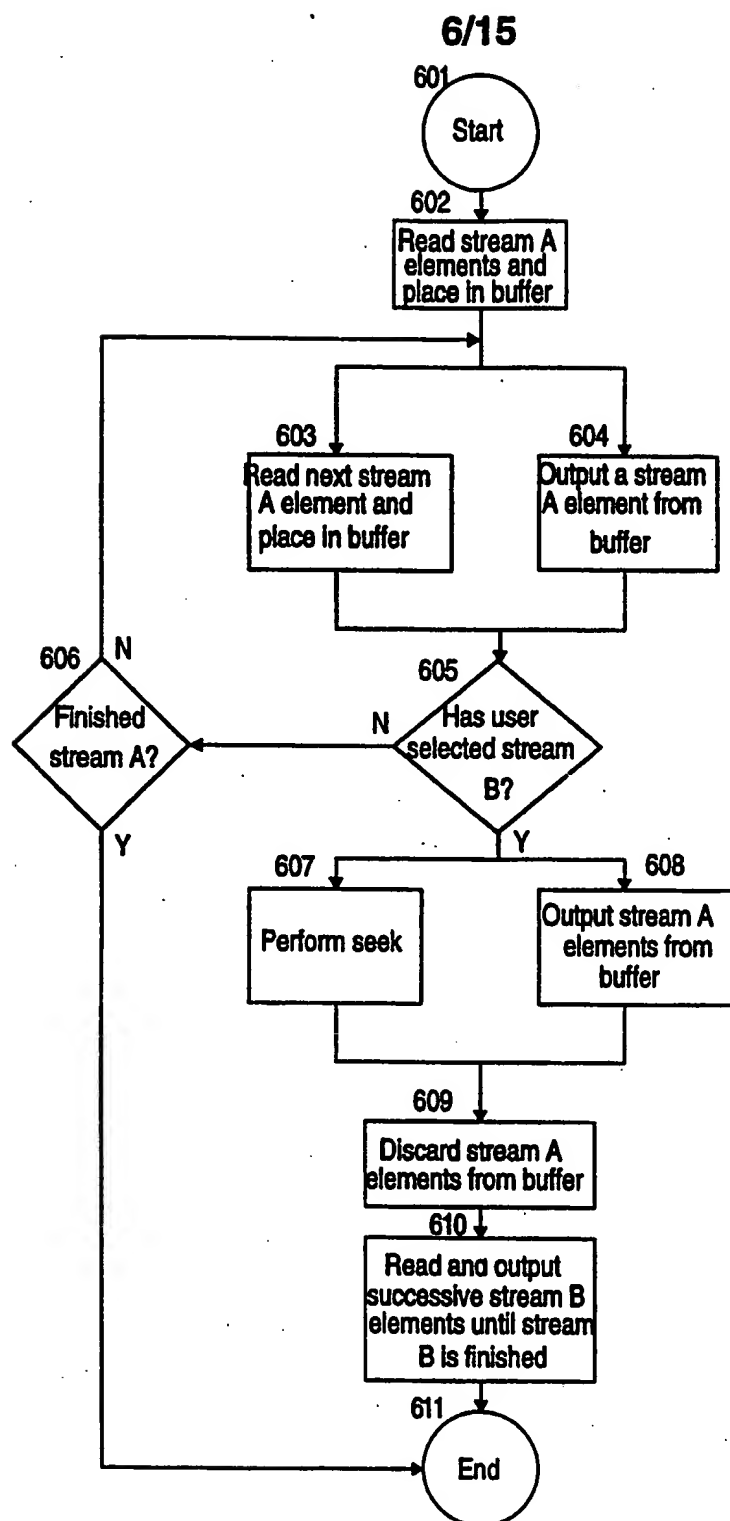 6/15
601
Start
602
Read stream A
elements and
place in buffer
603
Read next stream
A element and
place in buffer
604
Output a stream
A element from
buffer
605
Has user
selected stream
B?
N
Y
606
N
Finished
stream A?
Y
607
Perform seek
608
Output stream A
elements from
buffer
609
Discard stream A
elements from buffer
610
Read and output
successive stream B
elements until stream
B is finished
611
End